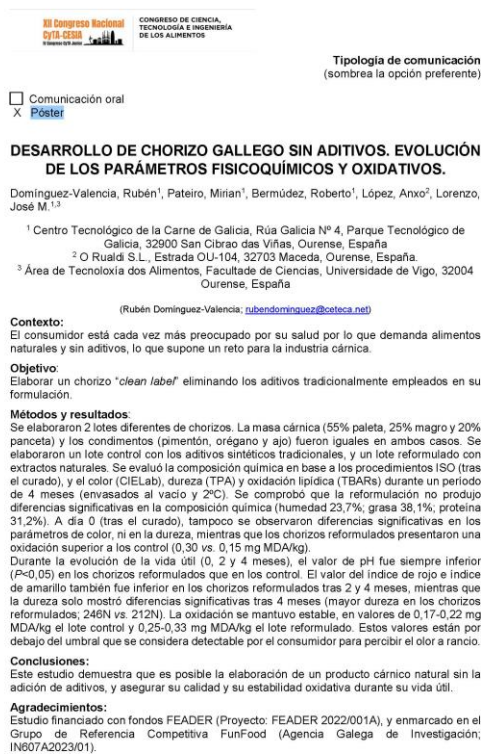 XII Congreso Nacional
CyTA-CESIA
CONGRESO DE CIENCIA,
TECNOLOGÍA E INGENIERÍA
DE LOS ALIMENTOS
Tipología de comunicación
(sombrea la opción preferente)
Comunicación oral
X Póster
DESARROLLO DE CHORIZO GALLEGO SIN ADITIVOS. EVOLUCIÓN
DE LOS PARÁMETROS FISICOQUÍMICOS Y OXIDATIVOS.
Domínguez-Valencia, Rubén¹, Pateiro, Mirian¹, Bermúdez, Roberto¹, López, Anxo², Lorenzo,
José M.¹,³
¹ Centro Tecnológico de la Carne de Galicia, Rúa Galicia Nº 4, Parque Tecnológico de
Galicia, 32900 San Cibrao das Viñas, Ourense, España
² O Rualdi S.L., Estrada OU-104, 32703 Maceda, Ourense, España.
³ Área de Tecnoloxía dos Alimentos, Facultade de Ciencias, Universidade de Vigo, 32004
Ourense, España
(Rubén Domínguez-Valencia; rubendominguez@ceteca.net)
Contexto:
El consumidor está cada vez más preocupado por su salud por lo que demanda alimentos
naturales y sin aditivos, lo que supone un reto para la industria cárnica.
Objetivo:
Elaborar un chorizo "clean label" eliminando los aditivos tradicionalmente empleados en su
formulación.
Métodos y resultados:
Se elaboraron 2 lotes diferentes de chorizos. La masa cárnica (55% paleta, 25% magro y 20%
panceta) y los condimentos (pimentón, orégano y ajo) fueron iguales en ambos casos. Se
elaboraron un lote control con los aditivos sintéticos tradicionales, y un lote reformulado con
extractos naturales. Se evaluó la composición química en base a los procedimientos ISO (tras
el curado), y el color (CIELab), dureza (TPA) y oxidación lipídica (TBARs) durante un periodo
de 4 meses (envasados al vacío y 2ºC). Se comprobó que la reformulación no produjo
diferencias significativas en la composición química (humedad 23,7%; grasa 38,1%; proteína
31,2%). A día 0 (tras el curado), tampoco se observaron diferencias significativas en los
parámetros de color, ni en la dureza, mientras que los chorizos reformulados presentaron una
oxidación superior a los control (0,30 vs. 0,15 mg MDA/kg).
Durante la evolución de la vida útil (0, 2 y 4 meses), el valor de pH fue siempre inferior
(P<0,05) en los chorizos reformulados que en los control. El valor del índice de rojo e índice
de amarillo también fue inferior en los chorizos reformulados tras 2 y 4 meses, mientras que
la dureza solo mostró diferencias significativas tras 4 meses (mayor dureza en los chorizos
reformulados; 246N vs. 212N). La oxidación se mantuvo estable, en valores de 0,17-0,22 mg
MDA/kg el lote control y 0,25-0,33 mg MDA/kg el lote reformulado. Estos valores están por
debajo del umbral que se considera detectable por el consumidor para percibir el olor a rancio.
Conclusiones:
Este estudio demuestra que es posible la elaboración de un producto cárnico natural sin la
adición de aditivos, y asegurar su calidad y su estabilidad oxidativa durante su vida útil.
Agradecimientos:
Estudio financiado con fondos FEADER (Proyecto: FEADER 2022/001A), y enmarcado en el
Grupo de Referencia Competitiva FunFood (Agencia Galega de Investigación;
IN607A2023/01).